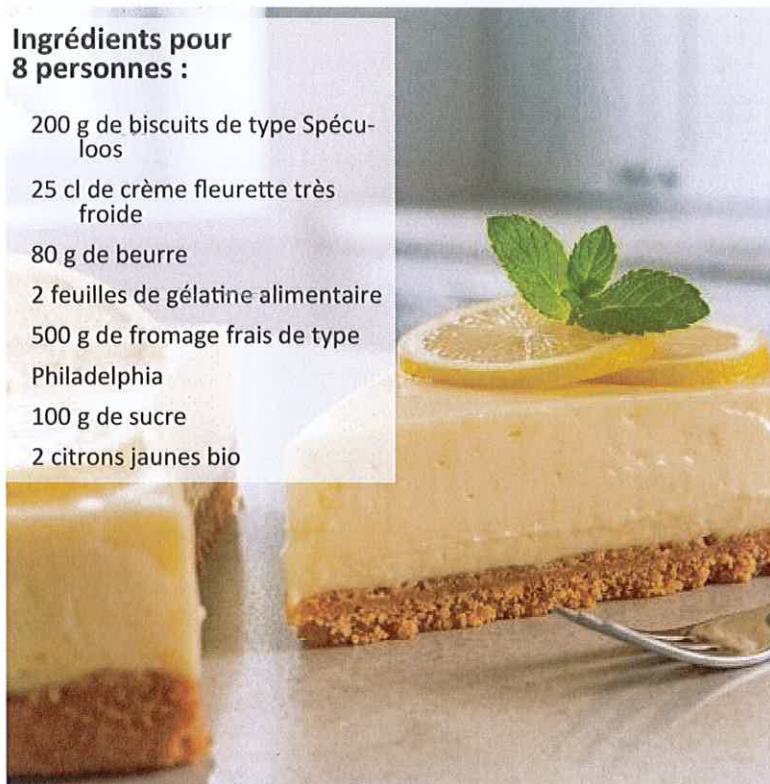 Ingrédients pour
8 personnes :
200 g de biscuits de type Spécu-
loos
25 cl de crème fleurette très
froide
80 g de beurre
2 feuilles de gélatine alimentaire
500 g de fromage frais de type
Philadelphia
100 g de sucre
2 citrons jaunes bio